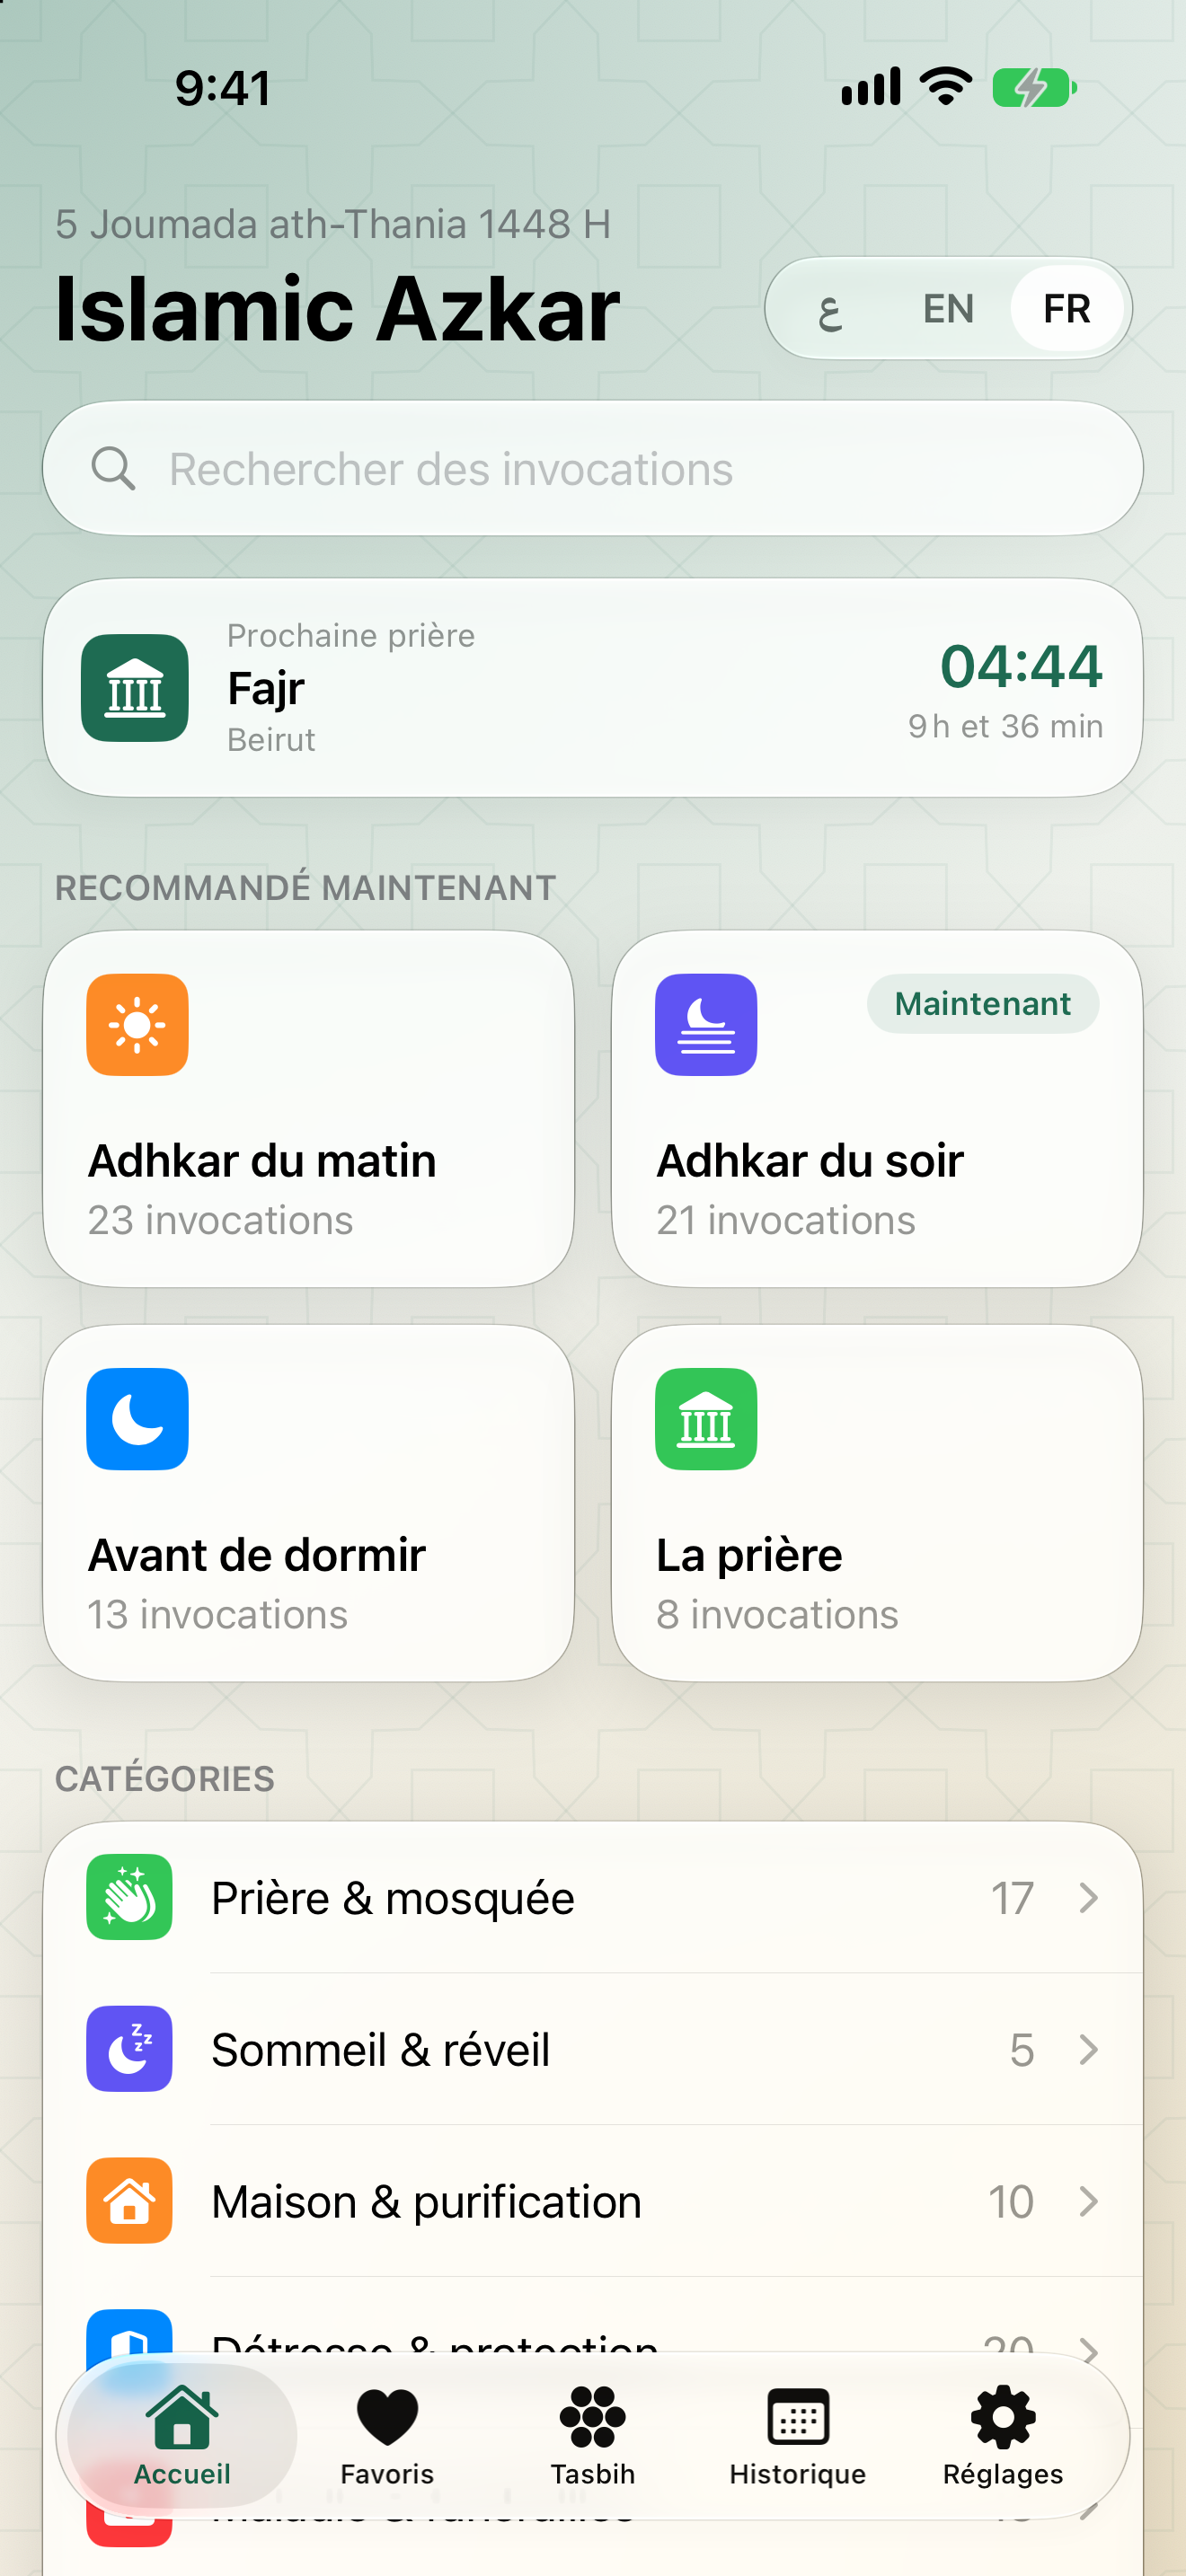 9:41
5 Joumada ath-Thania 1448 H
Islamic Azkar
ع EN FR
Rechercher des invocations
Prochaine prière
Fajr
Beirut
04:44
9 h et 36 min
RECOMMANDÉ MAINTENANT
Adhkar du matin
23 invocations
Maintenant
Adhkar du soir
21 invocations
Avant de dormir
13 invocations
La prière
8 invocations
CATÉGORIES
Prière & mosquée 17
Sommeil & réveil 5
Maison & purification 10
Détresse & protection 20
Accueil Favoris Tasbih Historique Réglages